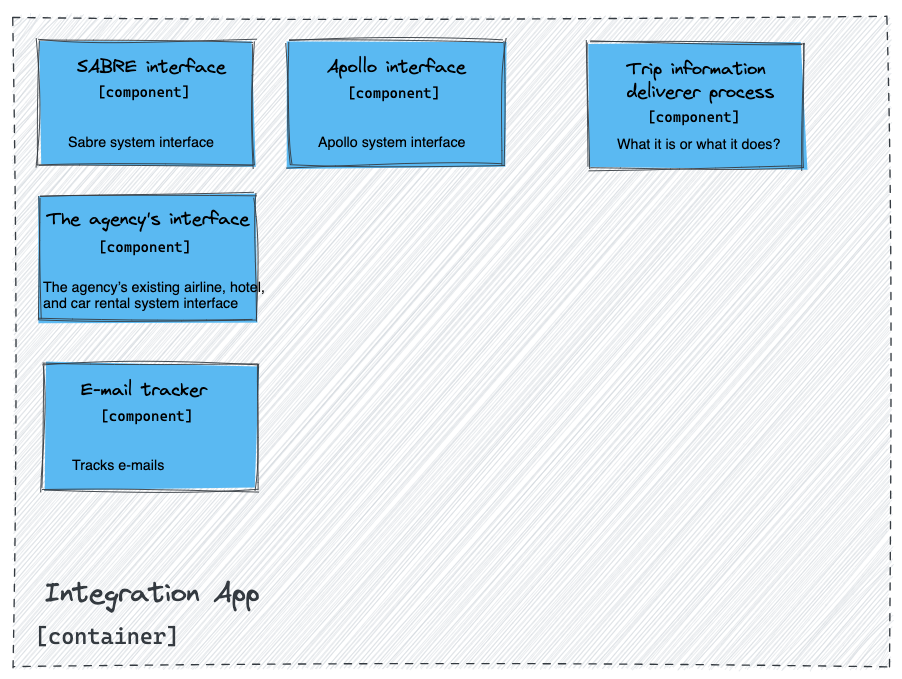 SABRE interface
[component]
Sabre system interface
Apollo interface
[component]
Apollo system interface
Trip information
deliverer process
[component]
What it is or what it does?
The agency's interface
[component]
The agency’s existing airline, hotel,
and car rental system interface
E-mail tracker
[component]
Tracks e-mails
Integration App
[container]